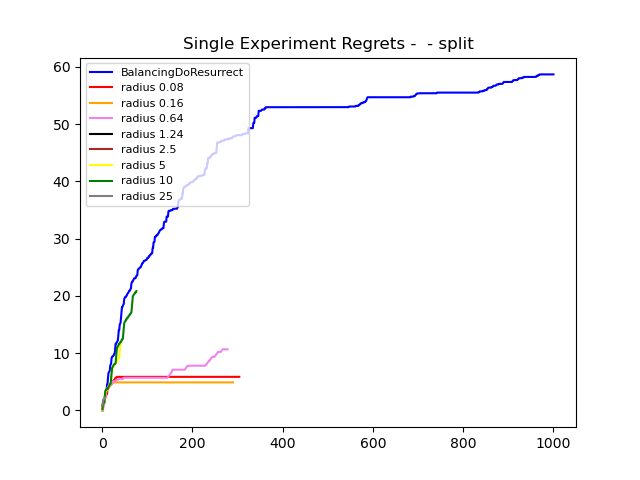 Single Experiment Regrets -  - split
BalancingDoResurrect
radius 0.08
radius 0.16
radius 0.64
radius 1.24
radius 2.5
radius 5
radius 10
radius 25
60
50
40
30
20
10
0
0 200 400 600 800 1000